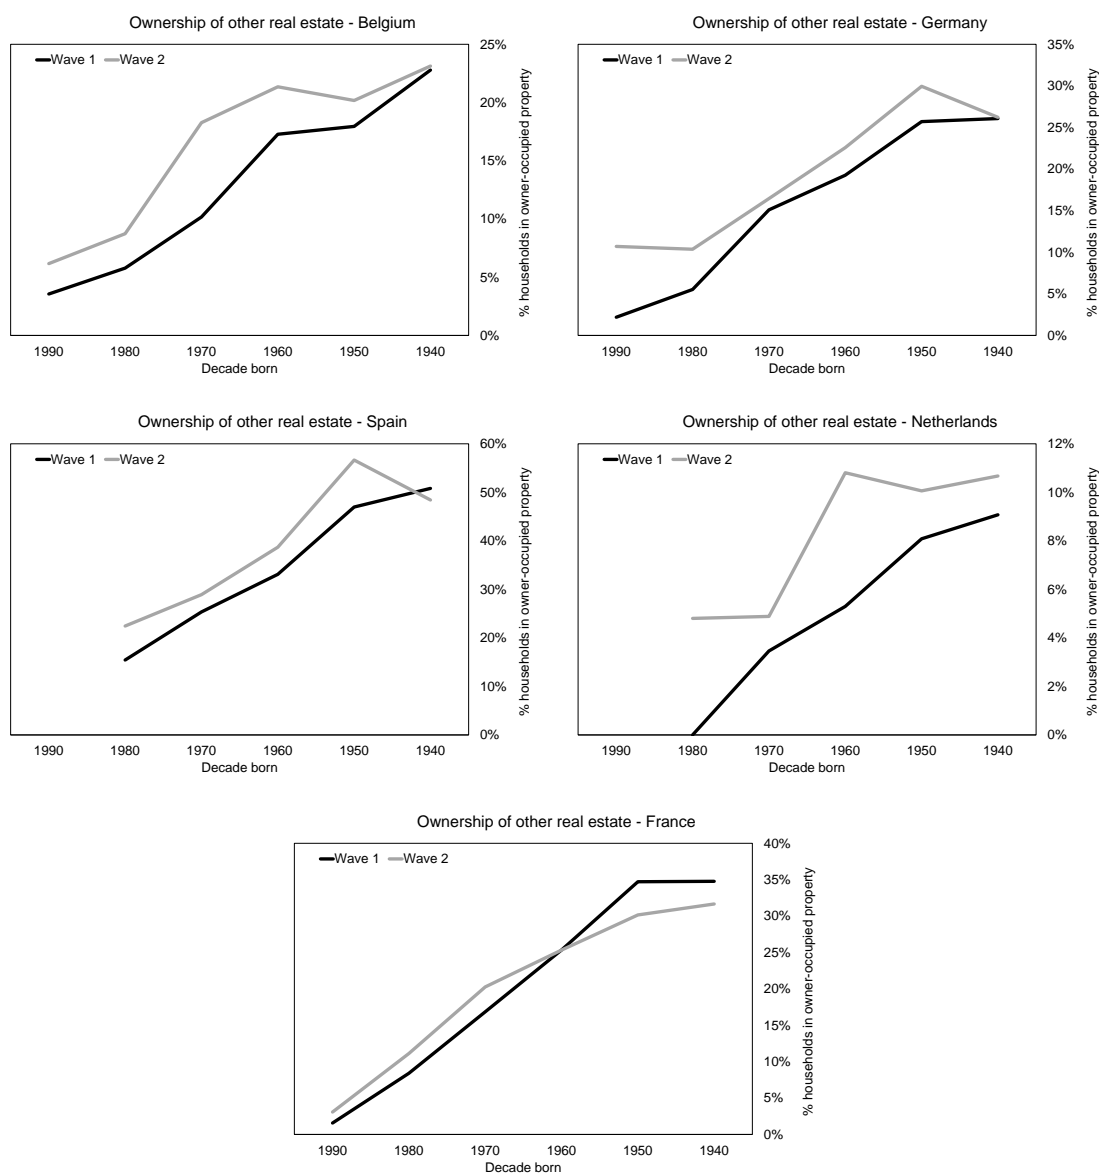 Ownership of other real estate - Belgium
Wave 1 Wave 2
25%
20%
15%
10%
5%
0%
% households in owner-occupied property
1990 1980 1970 1960 1950 1940
Decade born
Ownership of other real estate - Germany
Wave 1 Wave 2
35%
30%
25%
20%
15%
10%
5%
0%
% households in owner-occupied property
1990 1980 1970 1960 1950 1940
Decade born
Ownership of other real estate - Spain
Wave 1 Wave 2
60%
50%
40%
30%
20%
10%
0%
% households in owner-occupied property
1990 1980 1970 1960 1950 1940
Decade born
Ownership of other real estate - Netherlands
Wave 1 Wave 2
12%
10%
8%
6%
4%
2%
0%
% households in owner-occupied property
1990 1980 1970 1960 1950 1940
Decade born
Ownership of other real estate - France
Wave 1 Wave 2
40%
35%
30%
25%
20%
15%
10%
5%
0%
% households in owner-occupied property
1990 1980 1970 1960 1950 1940
Decade born